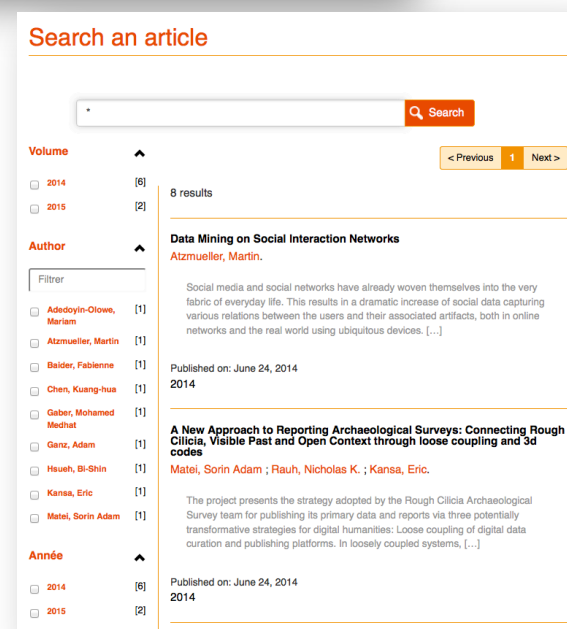 Search an article
*
Search
Volume
2014 [6]
2015 [2]
Author
Filtrer
Adedoyin-Olowe, Mariam [1]
Atzmueller, Martin [1]
Baider, Fabienne [1]
Chen, Kuang-hua [1]
Gaber, Mohamed Medhat [1]
Ganz, Adam [1]
Hsueh, Bi-Shin [1]
Kansa, Eric [1]
Matei, Sorin Adam [1]
Année
2014 [6]
2015 [2]
< Previous 1 Next >
8 results
Data Mining on Social Interaction Networks
Atzmueller, Martin.
Social media and social networks have already woven themselves into the very
fabric of everyday life. This results in a dramatic increase of social data capturing
various relations between the users and their associated artifacts, both in online
networks and the real world using ubiquitous devices. […]
Published on: June 24, 2014
2014
A New Approach to Reporting Archaeological Surveys: Connecting Rough
Cilicia, Visible Past and Open Context through loose coupling and 3d
codes
Matei, Sorin Adam ; Rauh, Nicholas K. ; Kansa, Eric.
The project presents the strategy adopted by the Rough Cilicia Archaeological
Survey team for publishing its primary data and reports via three potentially
transformative strategies for digital humanities: Loose coupling of digital data
curation and publishing platforms. In loosely coupled systems, […]
Published on: June 24, 2014
2014